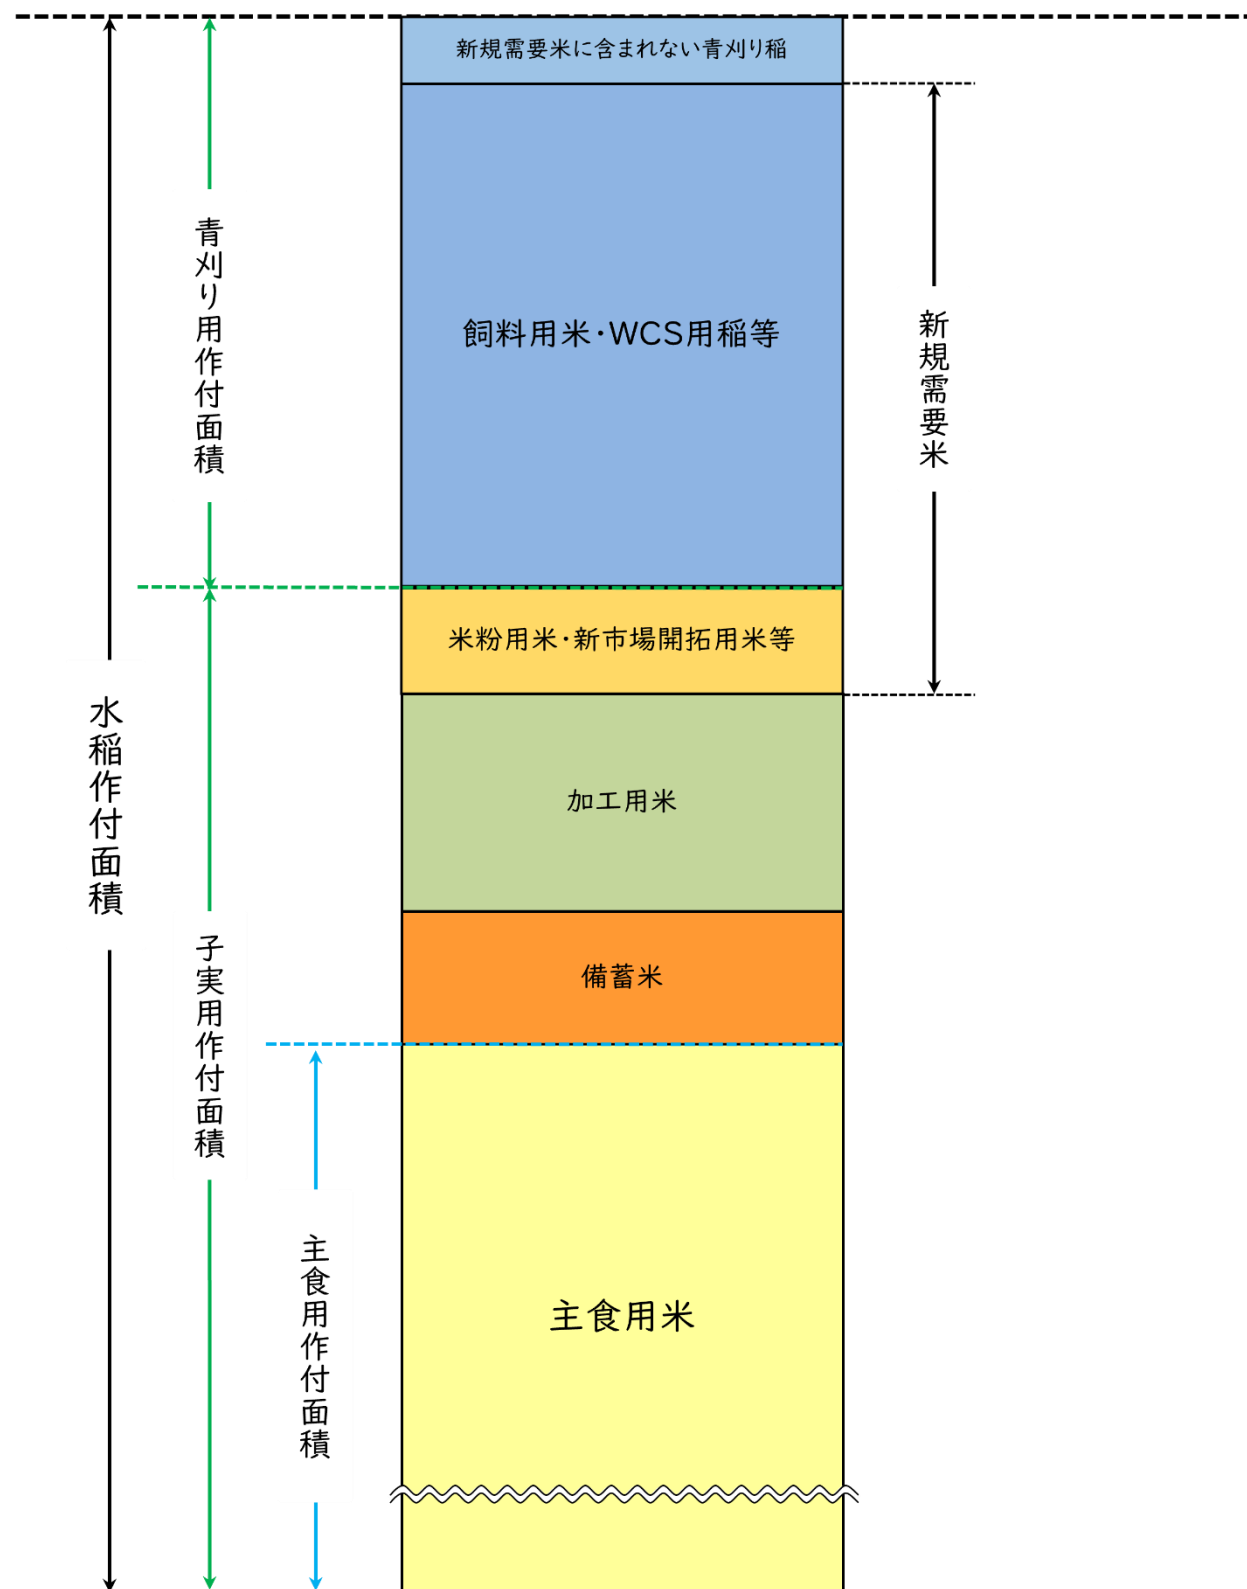 新規需要米に含まれない青刈り稲
青刈り用作付面積
飼料用米・WCS用稲等
新規需要米
米粉用米・新市場開拓用米等
水稲作付面積
加工用米
子実用作付面積
備蓄米
主食用作付面積
主食用米